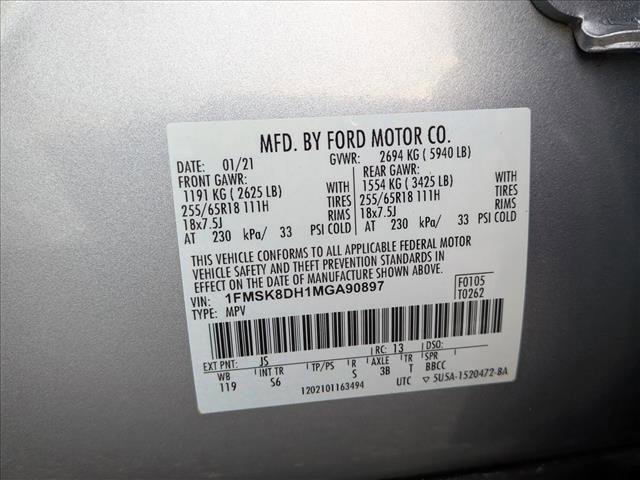 MFD. BY FORD MOTOR CO.
DATE: 01/21 GVWR: 2694 KG ( 5940 LB)
FRONT GAWR: REAR GAWR:
1191 KG ( 2625 LB) WITH 1554 KG ( 3425 LB) WITH
255/65R18 111H TIRES 255/65R18 111H TIRES
18x7.5J RIMS 18x7.5J RIMS
AT 230 kPa/ 33 PSI COLD AT 230 kPa/ 33 PSI COLD
THIS VEHICLE CONFORMS TO ALL APPLICABLE FEDERAL MOTOR
VEHICLE SAFETY AND THEFT PREVENTION STANDARDS IN
EFFECT ON THE DATE OF MANUFACTURE SHOWN ABOVE.
VIN: 1FMSK8DH1MGA90897 F0105
TYPE: MPV T0262
EXT PNT: JS RC: 13 DSO:
WB INT TR TP/PS R AXLE TR SPR
119 S6 S 3B T BBCC
1202101163494 UTC ▽ 5U5A-1520472-BA